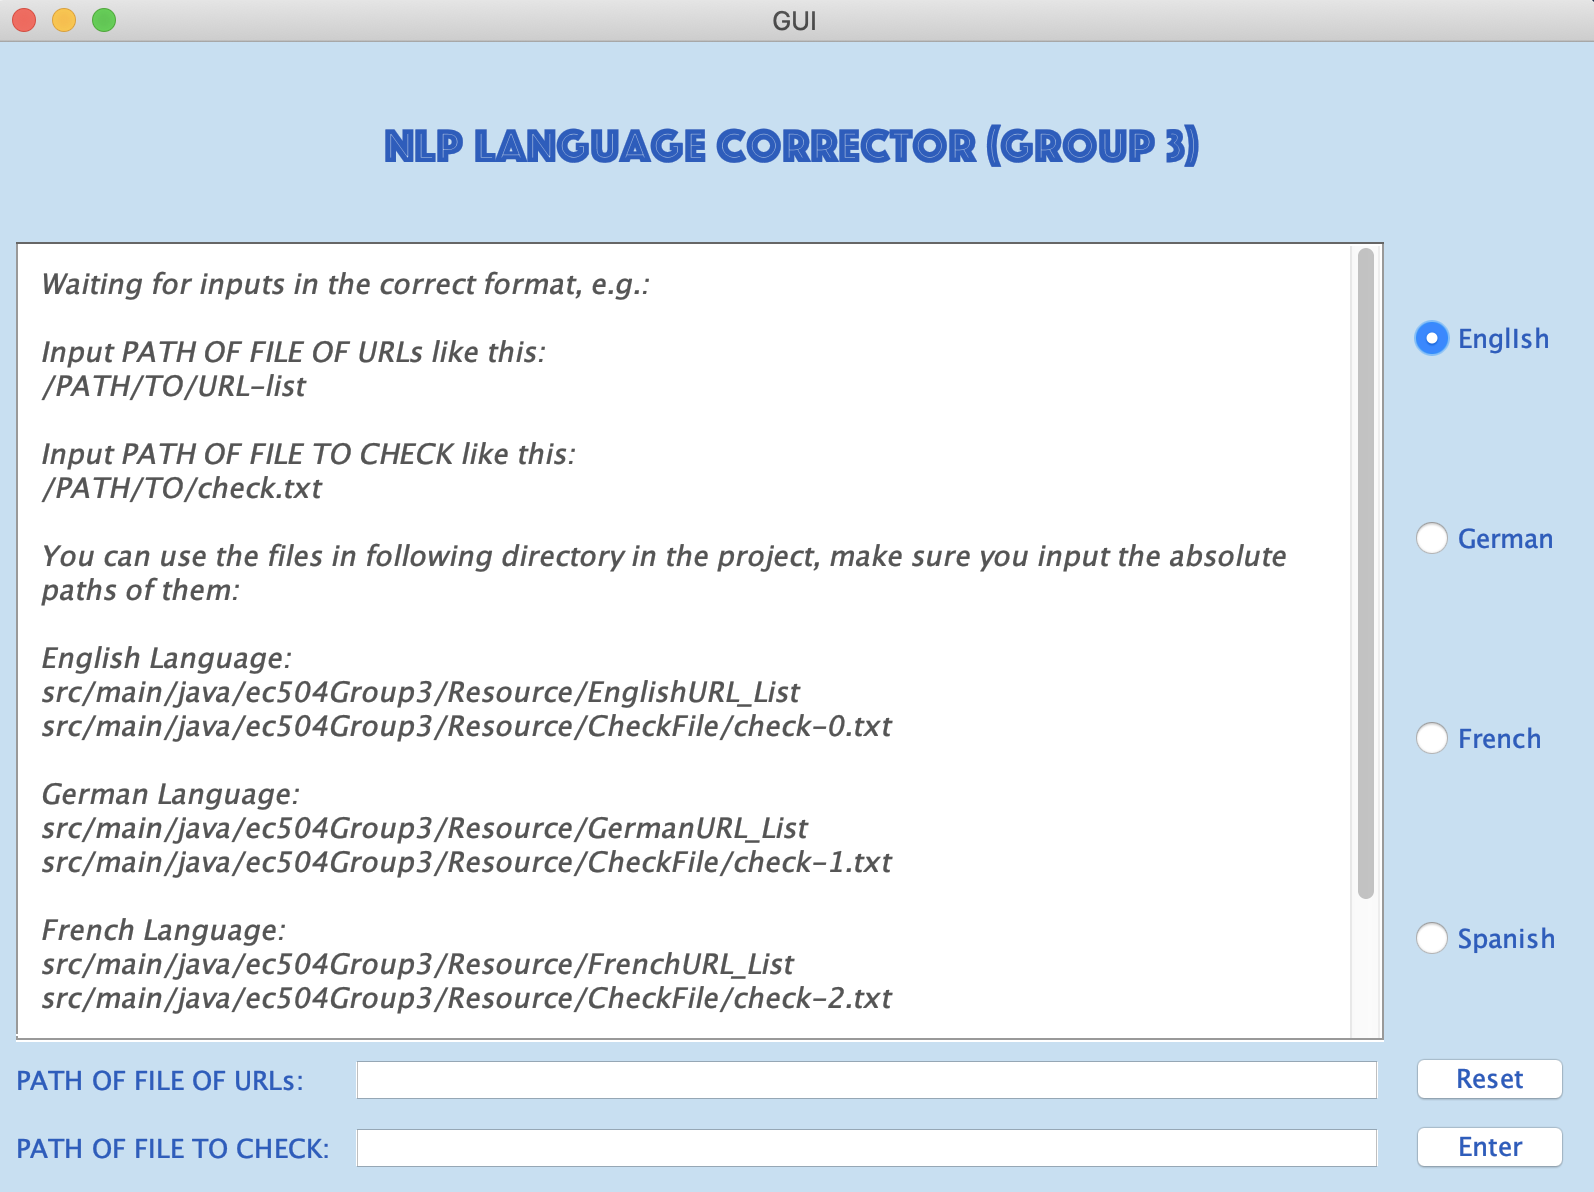 GUI
NLP LANGUAGE CORRECTOR (GROUP 3)
Waiting for inputs in the correct format, e.g.:
Input PATH OF FILE OF URLs like this:
/PATH/TO/URL-list
Input PATH OF FILE TO CHECK like this:
/PATH/TO/check.txt
You can use the files in following directory in the project, make sure you input the absolute
paths of them:
English Language:
src/main/java/ec504Group3/Resource/EnglishURL_List
src/main/java/ec504Group3/Resource/CheckFile/check-0.txt
German Language:
src/main/java/ec504Group3/Resource/GermanURL_List
src/main/java/ec504Group3/Resource/CheckFile/check-1.txt
French Language:
src/main/java/ec504Group3/Resource/FrenchURL_List
src/main/java/ec504Group3/Resource/CheckFile/check-2.txt
EnglIsh
German
French
Spanish
PATH OF FILE OF URLs:
Reset
PATH OF FILE TO CHECK:
Enter